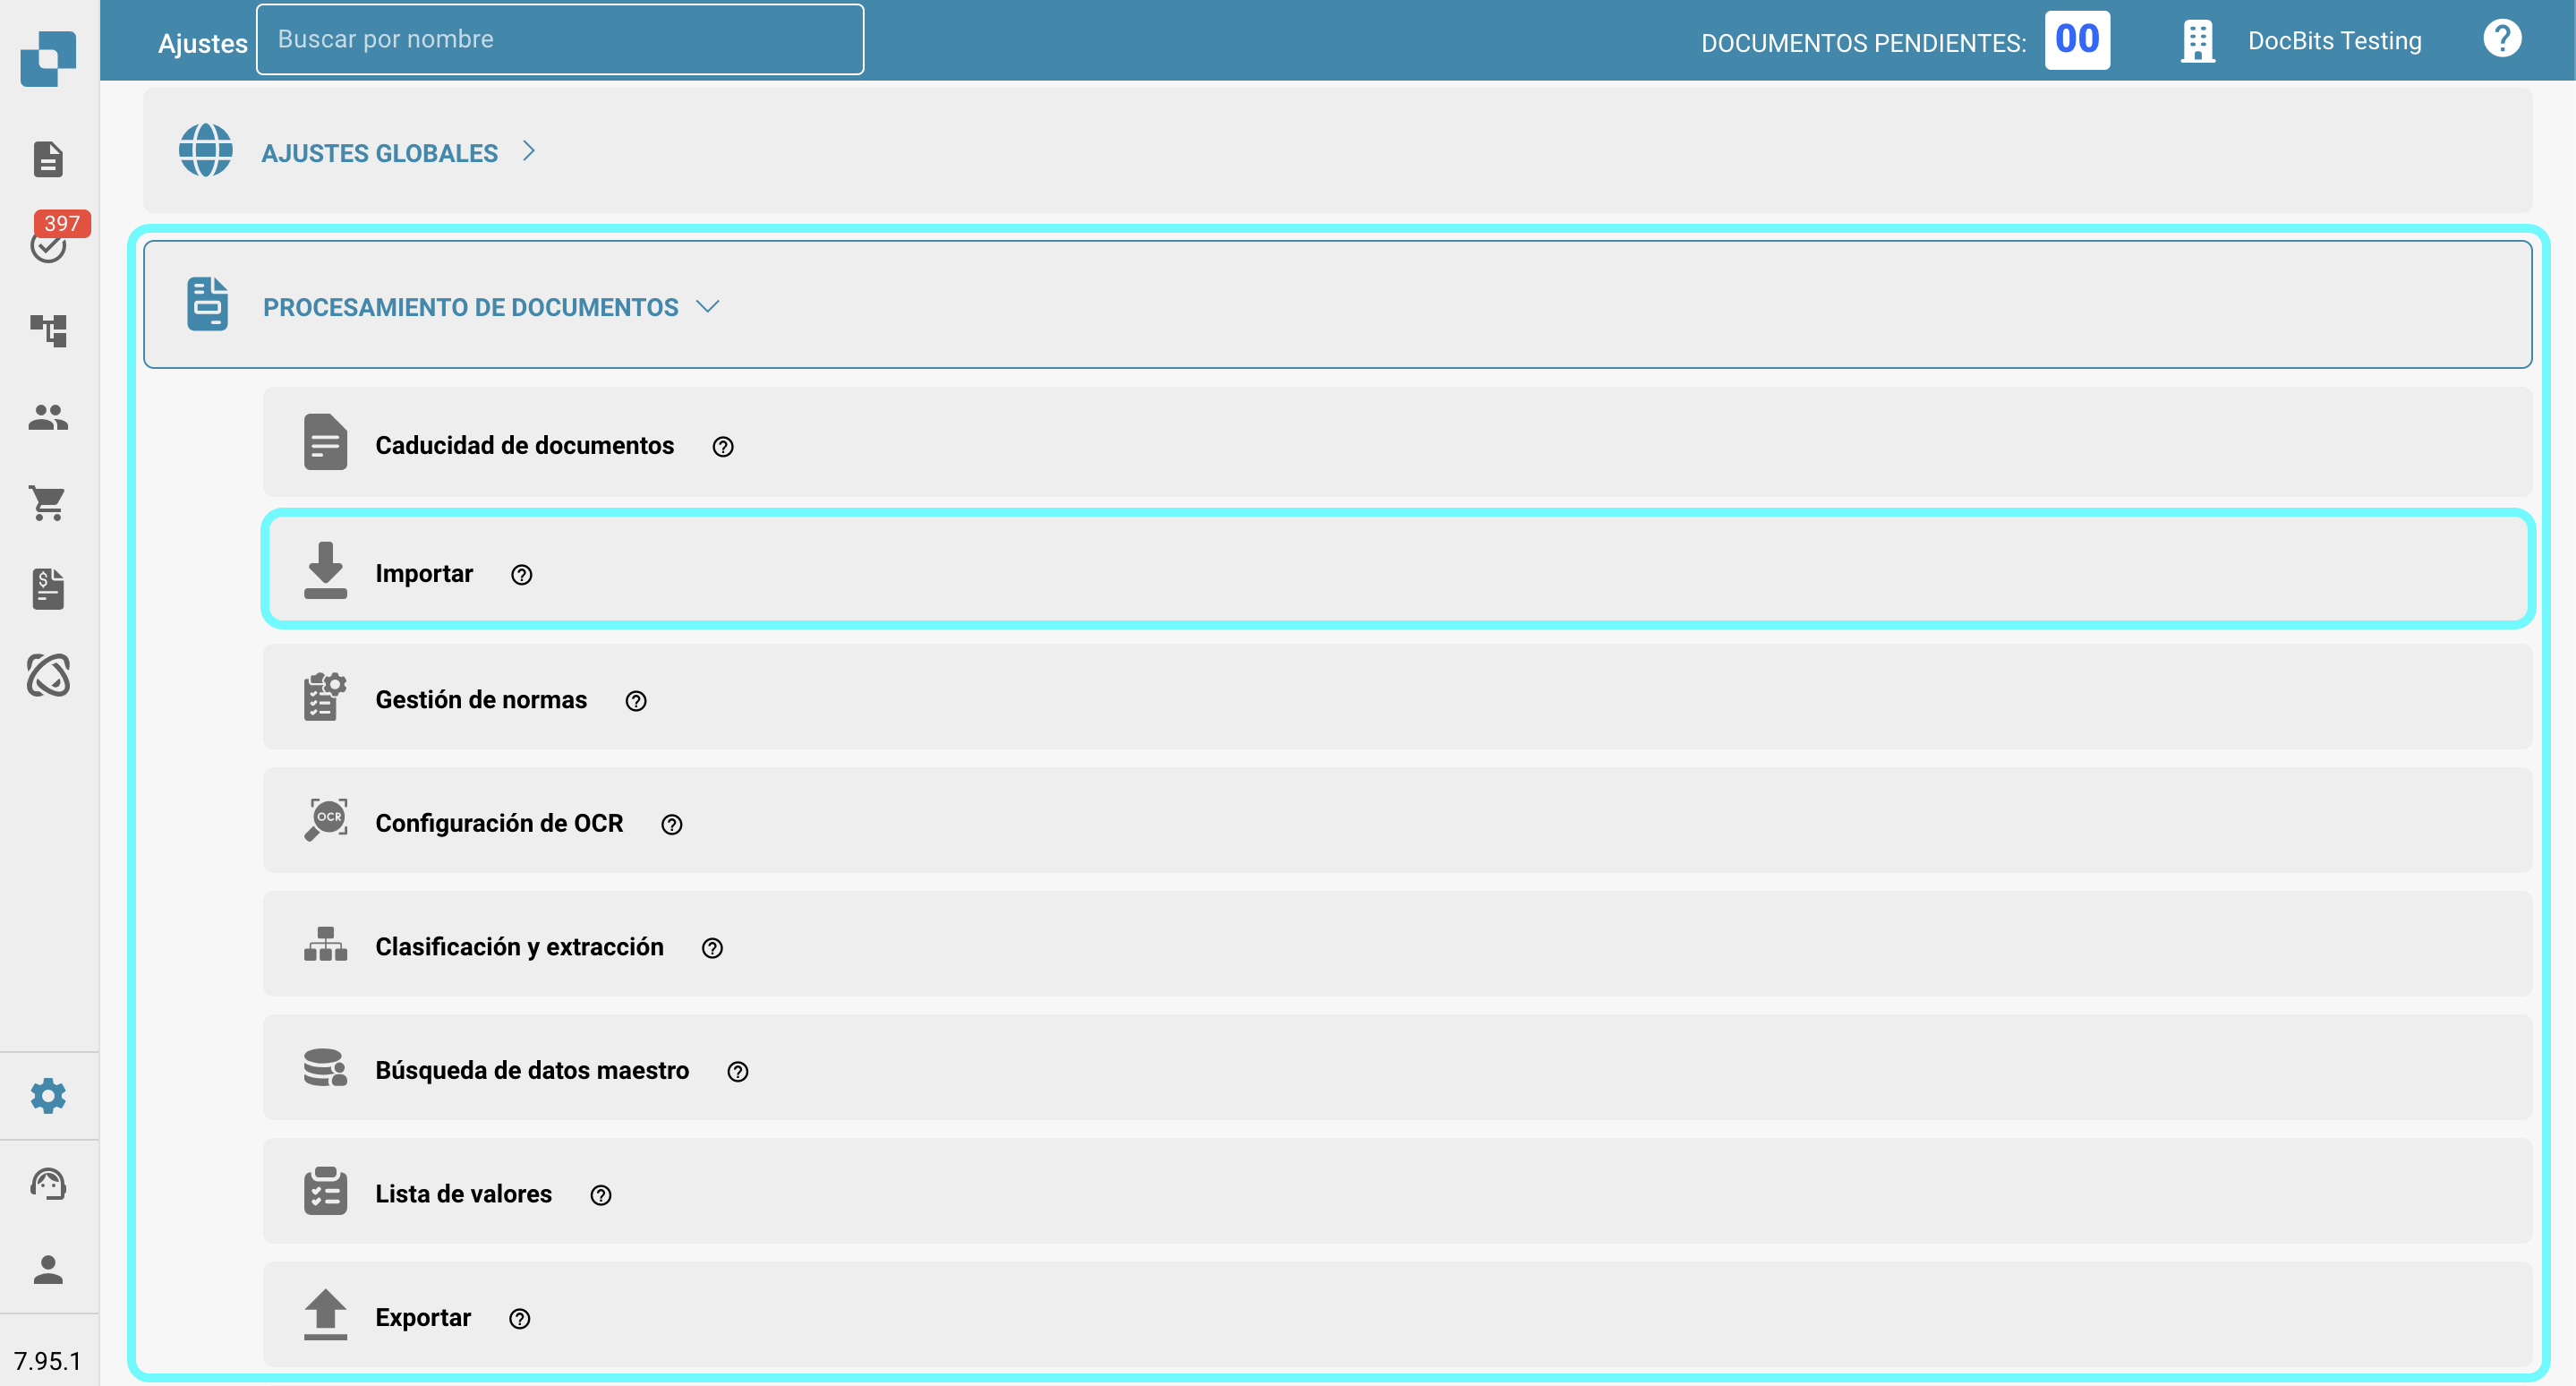 Ajustes
Buscar por nombre
DOCUMENTOS PENDIENTES: 00
DocBits Testing
AJUSTES GLOBALES
397
PROCESAMIENTO DE DOCUMENTOS
Caducidad de documentos
Importar
Gestión de normas
OCR
Configuración de OCR
Clasificación y extracción
Búsqueda de datos maestro
Lista de valores
Exportar
7.95.1